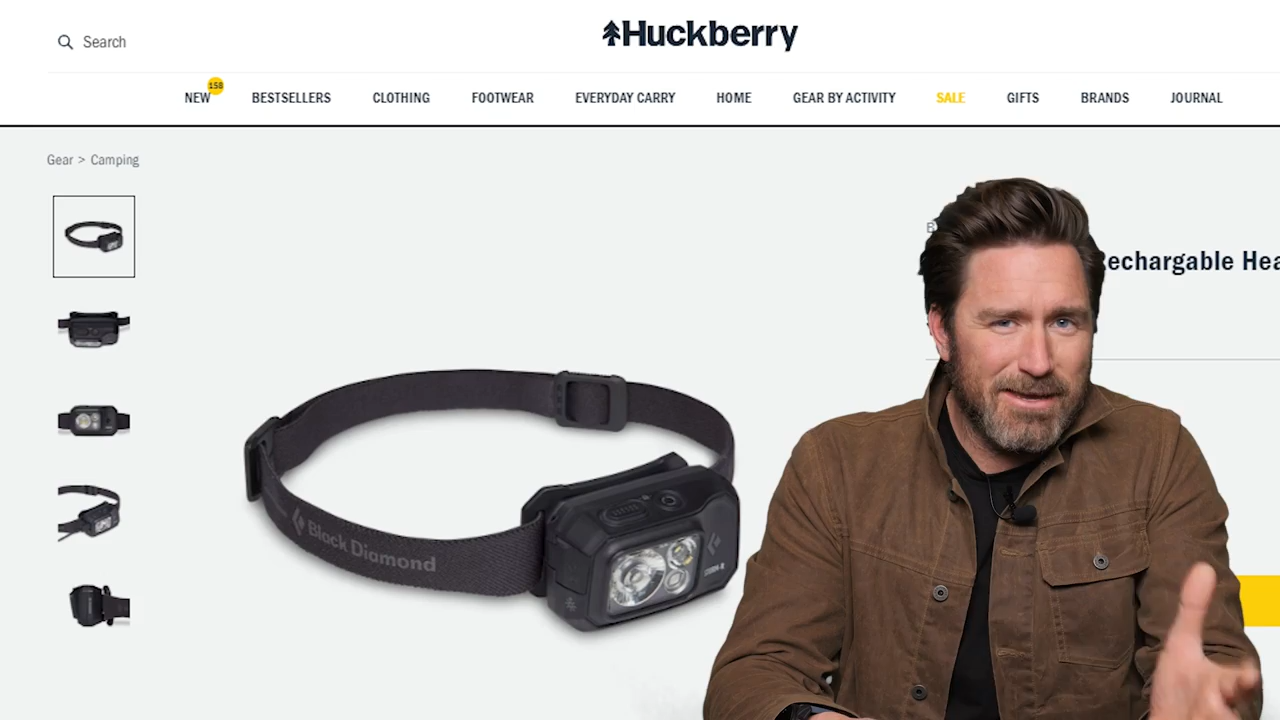 Search
Huckberry
158
NEW
BESTSELLERS
CLOTHING
FOOTWEAR
EVERYDAY CARRY
HOME
GEAR BY ACTIVITY
SALE
GIFTS
BRANDS
JOURNAL
Gear > Camping
echargable
Black Diamond